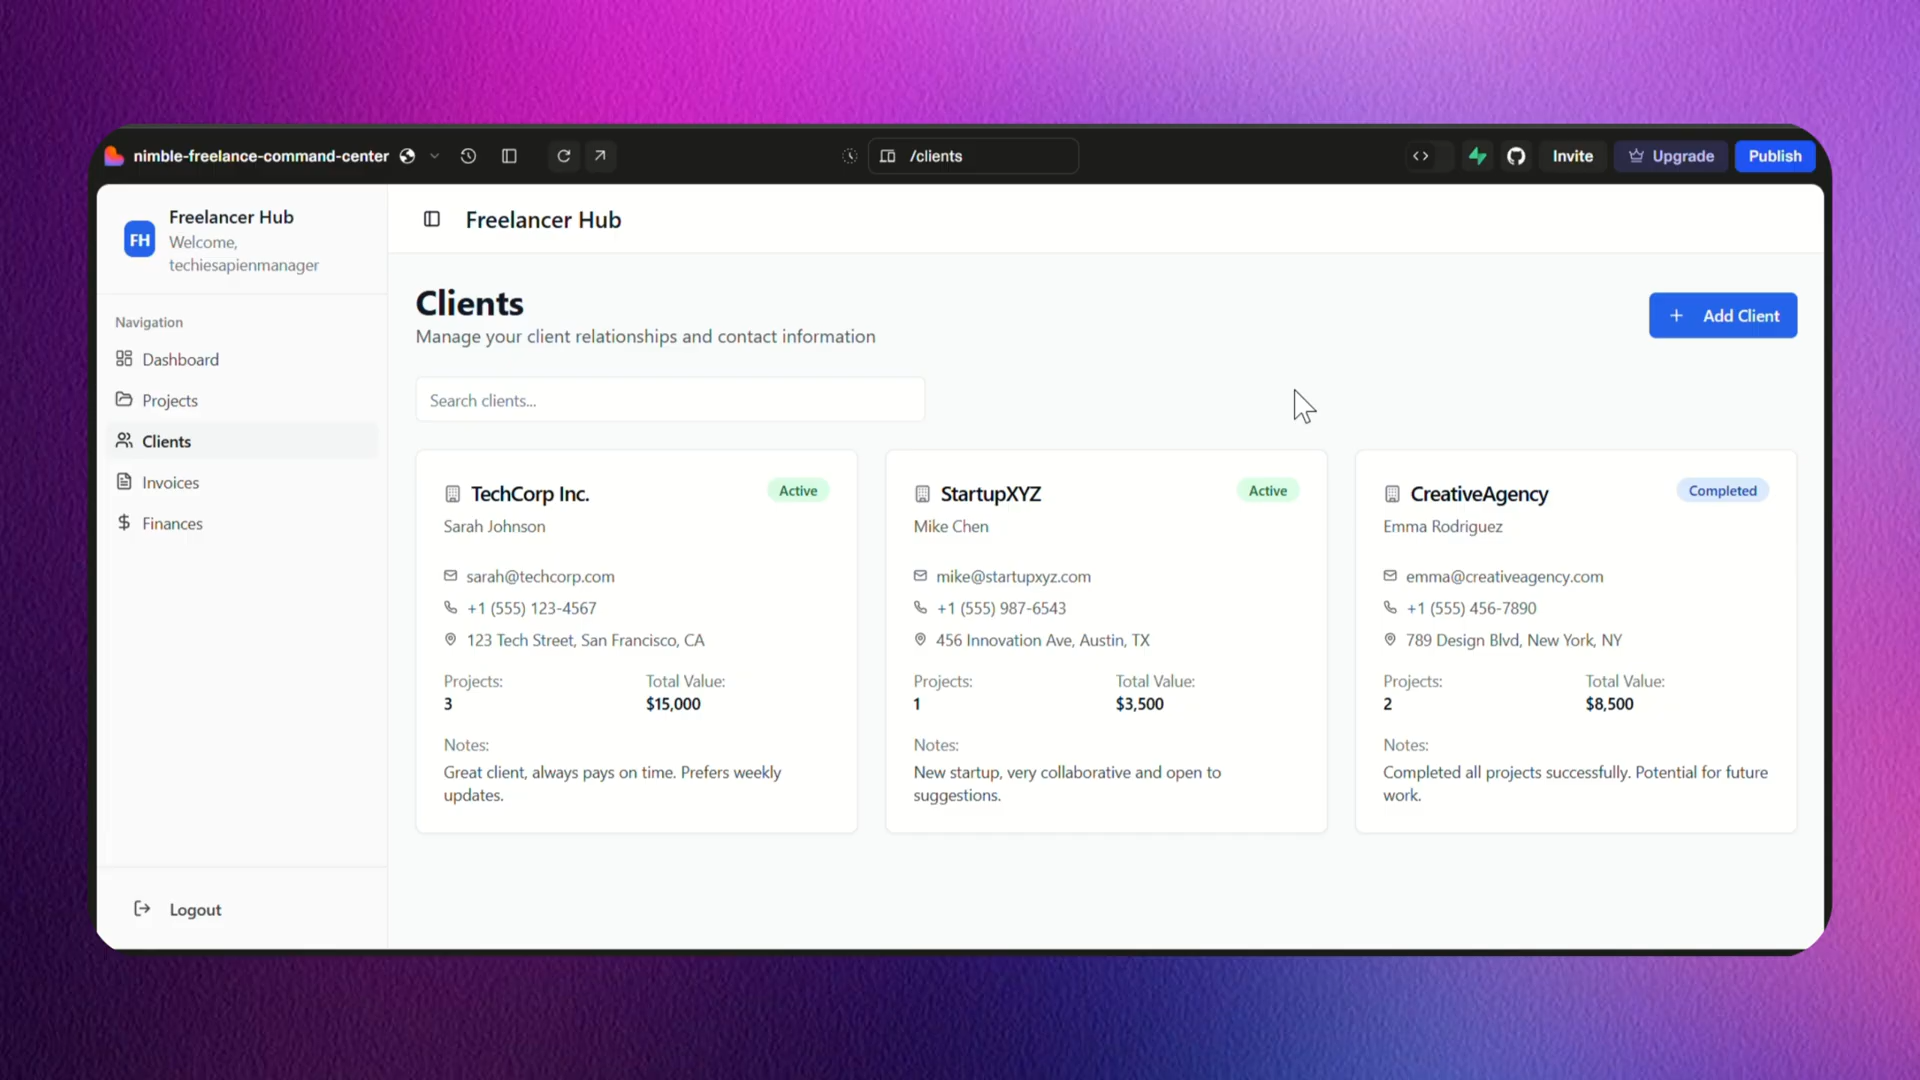 nimble-freelance-command-center
/clients
Invite
Upgrade
Publish
FH
Freelancer Hub
Welcome,
techiesapienmanager
Navigation
Dashboard
Projects
Clients
Invoices
Finances
Logout
Freelancer Hub
Clients
Manage your client relationships and contact information
+ Add Client
Search clients...
TechCorp Inc.
Active
Sarah Johnson
sarah@techcorp.com
+1 (555) 123-4567
123 Tech Street, San Francisco, CA
Projects:
3
Total Value:
$15,000
Notes:
Great client, always pays on time. Prefers weekly
updates.
StartupXYZ
Active
Mike Chen
mike@startupxyz.com
+1 (555) 987-6543
456 Innovation Ave, Austin, TX
Projects:
1
Total Value:
$3,500
Notes:
New startup, very collaborative and open to
suggestions.
CreativeAgency
Completed
Emma Rodriguez
emma@creativeagency.com
+1 (555) 456-7890
789 Design Blvd, New York, NY
Projects:
2
Total Value:
$8,500
Notes:
Completed all projects successfully. Potential for future
work.